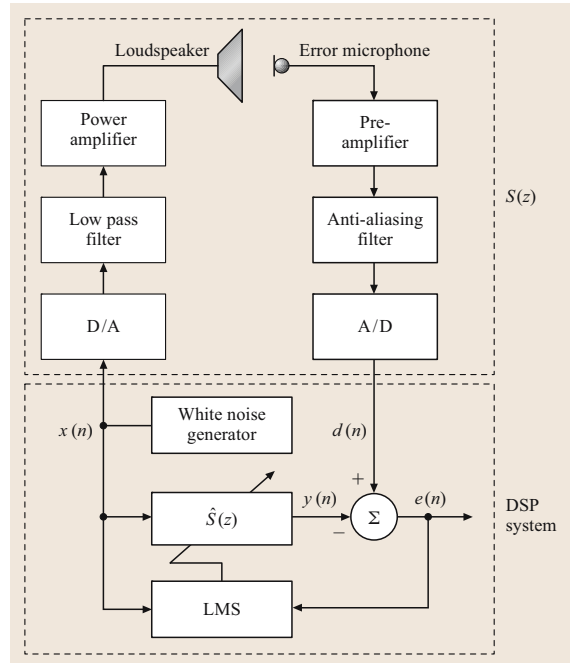 Loudspeaker
Error microphone
Power
amplifier
Pre-
amplifier
S(z)
Low pass
filter
Anti-aliasing
filter
D/A
A/D
x(n)
White noise
generator
d(n)
+
Ŝ(z)
y(n)
−
Σ
e(n)
DSP
system
LMS